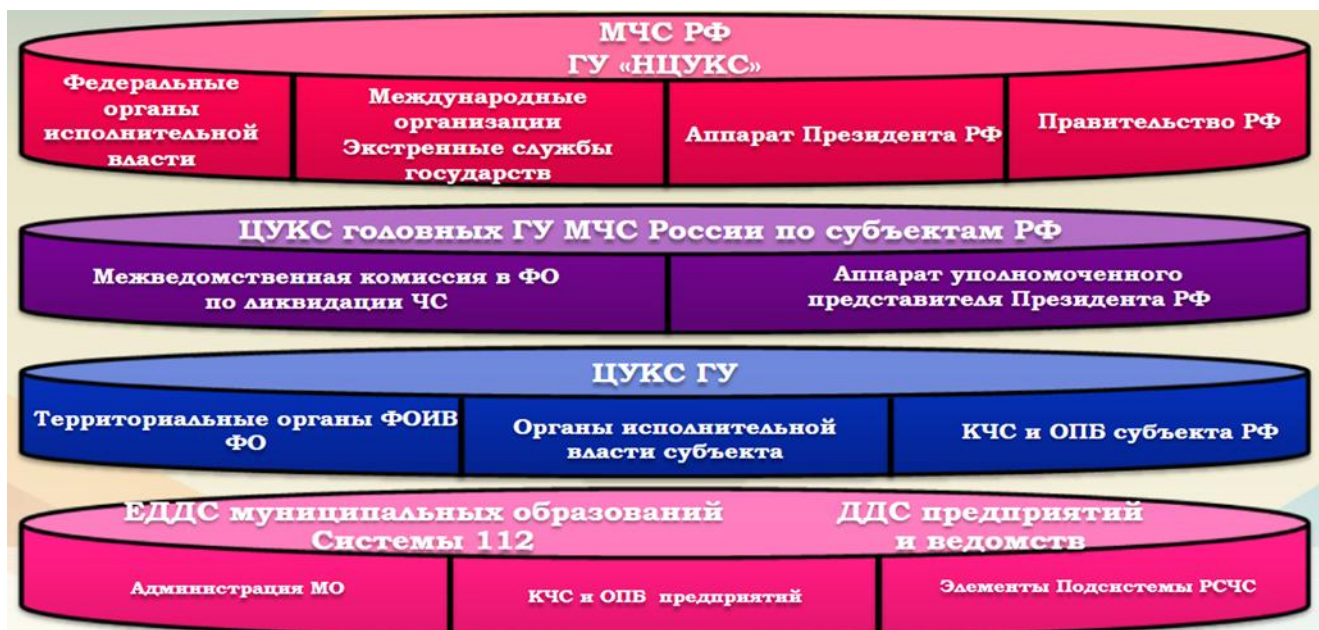 МЧС РФ
ГУ «НЦУКС»
Федеральные
органы
исполнительной
власти
Международные
организации
Экстренные службы
государств
Аппарат Президента РФ
Правительство РФ
ЦУКС головных ГУ МЧС России по субъектам РФ
Межведомственная комиссия в ФО
по ликвидации ЧС
Аппарат уполномоченного
представителя Президента РФ
ЦУКС ГУ
Территориальные органы ФОИВ
ФО
Органы исполнительной
власти субъекта
КЧС и ОПБ субъекта РФ
ЕДДС муниципальных образований
Системы 112
ДДС предприятий
и ведомств
Администрация МО
КЧС и ОПБ предприятий
Элементы Подсистемы РСЧС